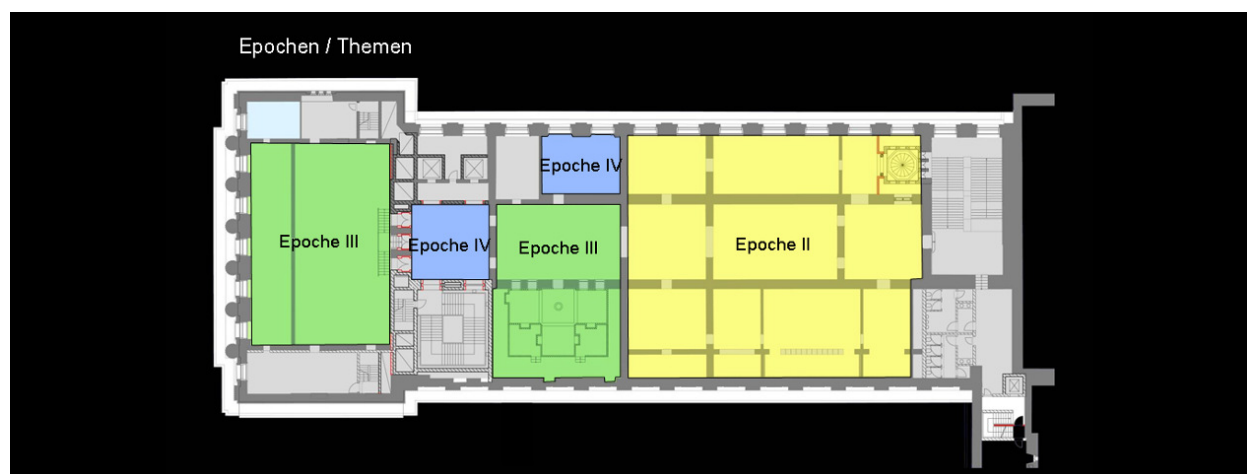 Epochen / Themen
Epoche IV
Epoche III
Epoche IV
Epoche III
Epoche II